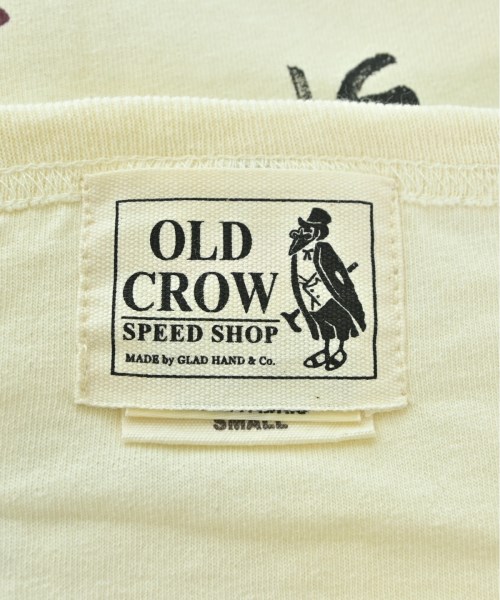 OLD
CROW
SPEED SHOP
MADE by GLAD HAND & Co.
SMALL